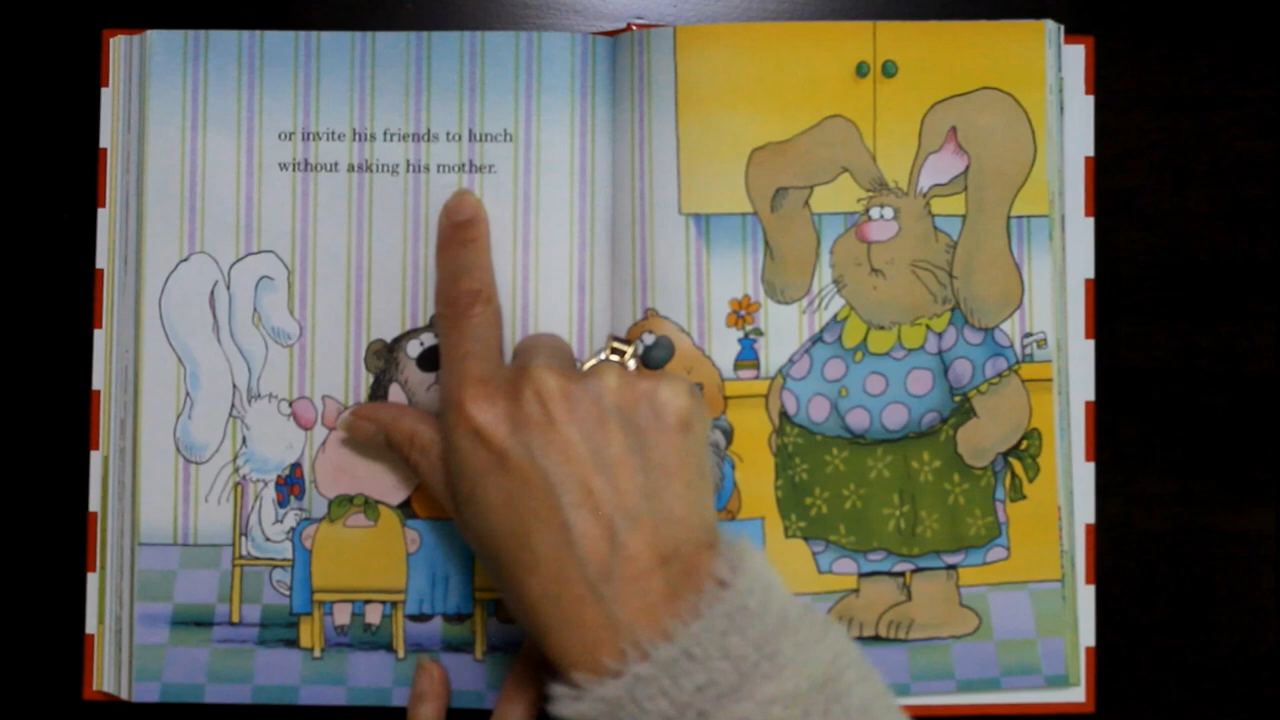 or invite his friends to lunch
without asking his mother.